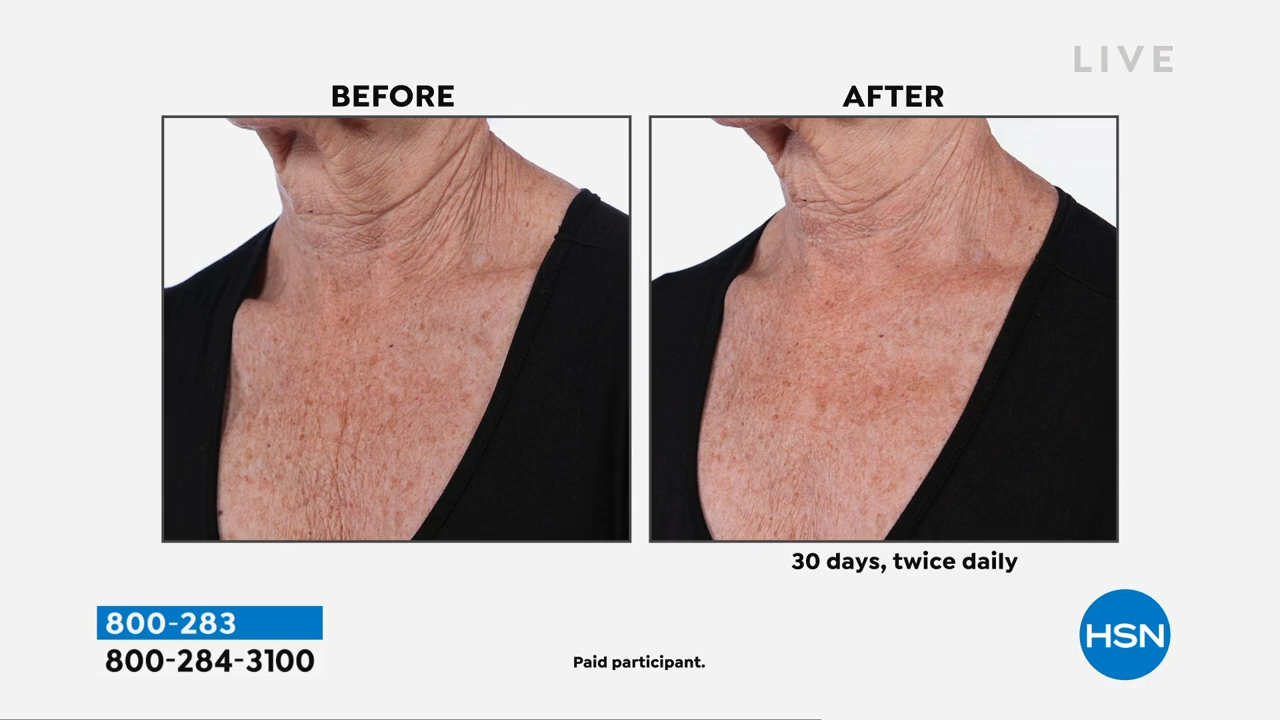 LIVE
BEFORE
AFTER
30 days, twice daily
800-283
800-284-3100
Paid participant.
HSN